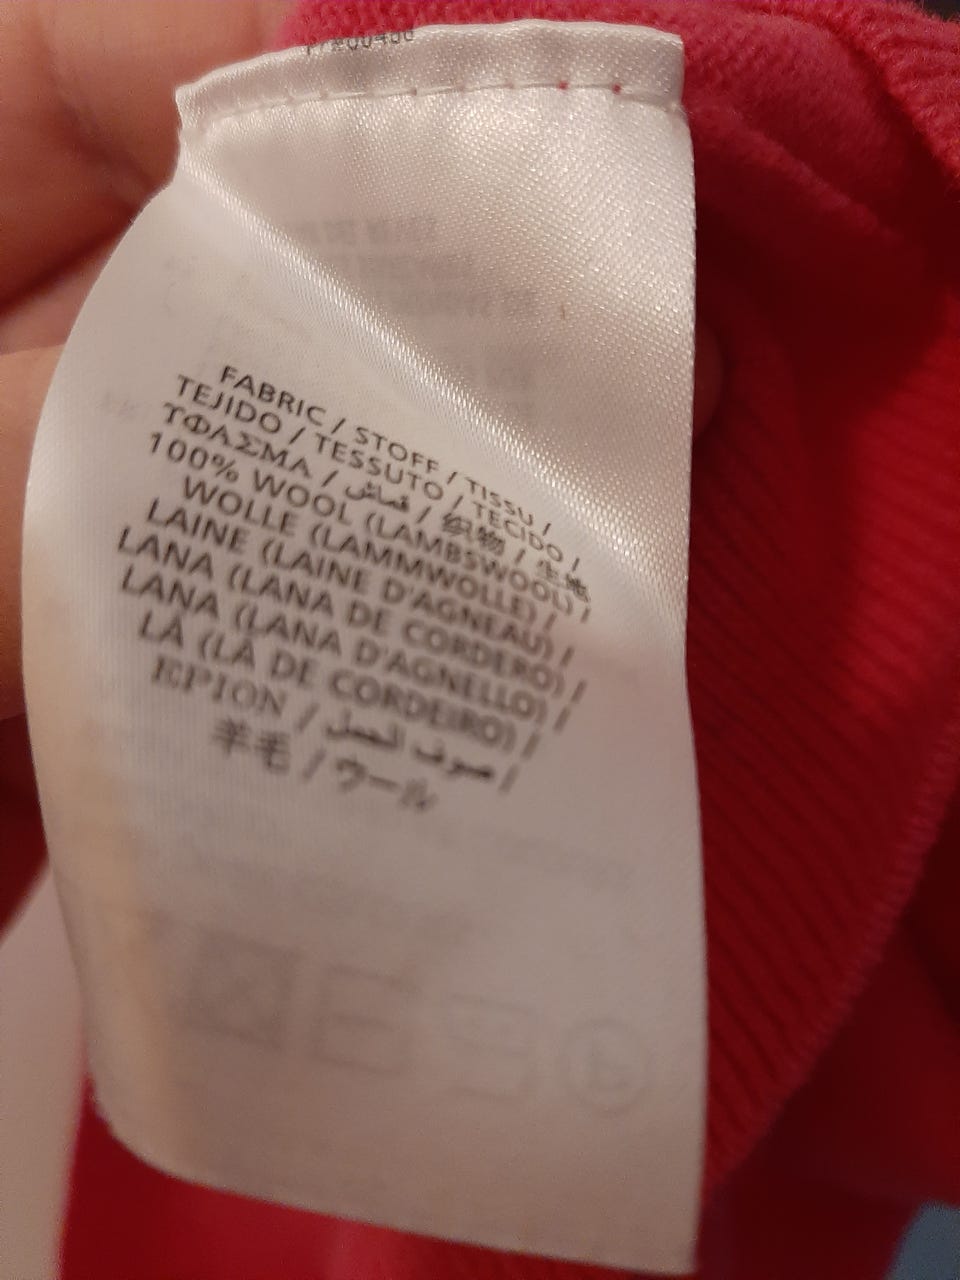 FABRIC / STOFF / TISSU /
TEJIDO / TESSUTO / TECIDO /
ΥΦΑΣΜΑ / قماش / 织物 / 生地
100% WOOL (LAMBSWOOL) /
WOLLE (LAMMWOLLE) /
LAINE (LAINE D'AGNEAU) /
LANA (LANA DE CORDERO) /
LANA (LANA D'AGNELLO) /
LÃ (LÃ DE CORDEIRO) /
ΕΡΙΟΝ / صوف الحمل /
羊毛 / ウール